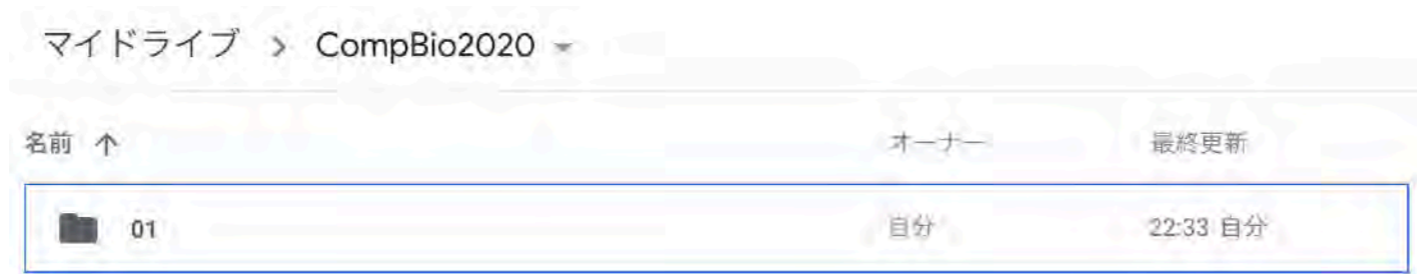 マイドライブ > CompBio2020
名前 ↑ オーナー 最終更新
01 自分 22:33 自分